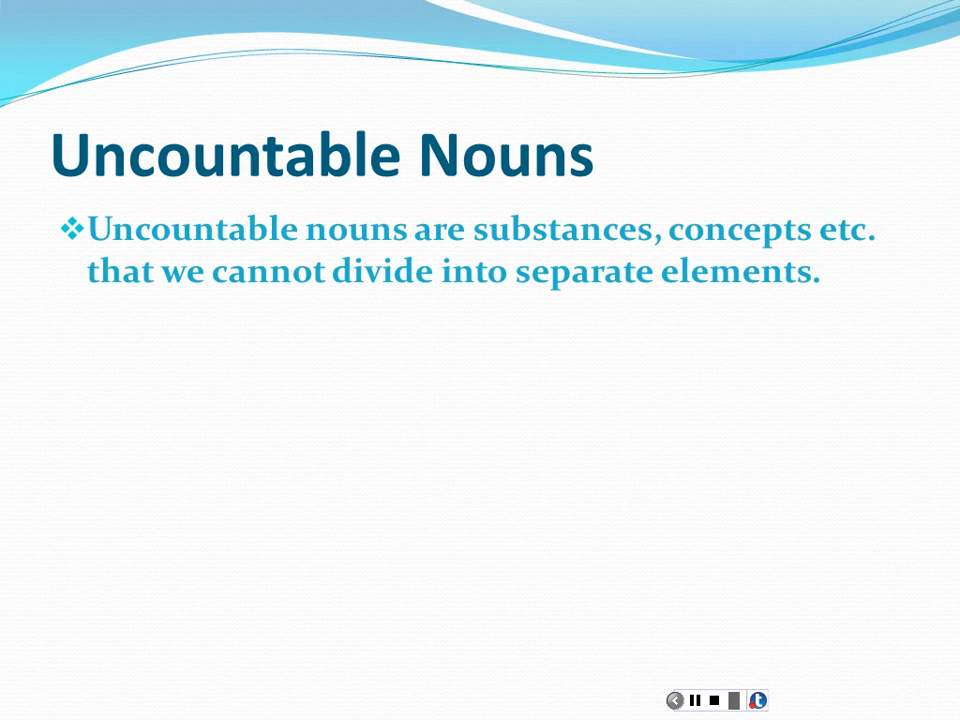 Uncountable Nouns
❖Uncountable nouns are substances, concepts etc.
that we cannot divide into separate elements.